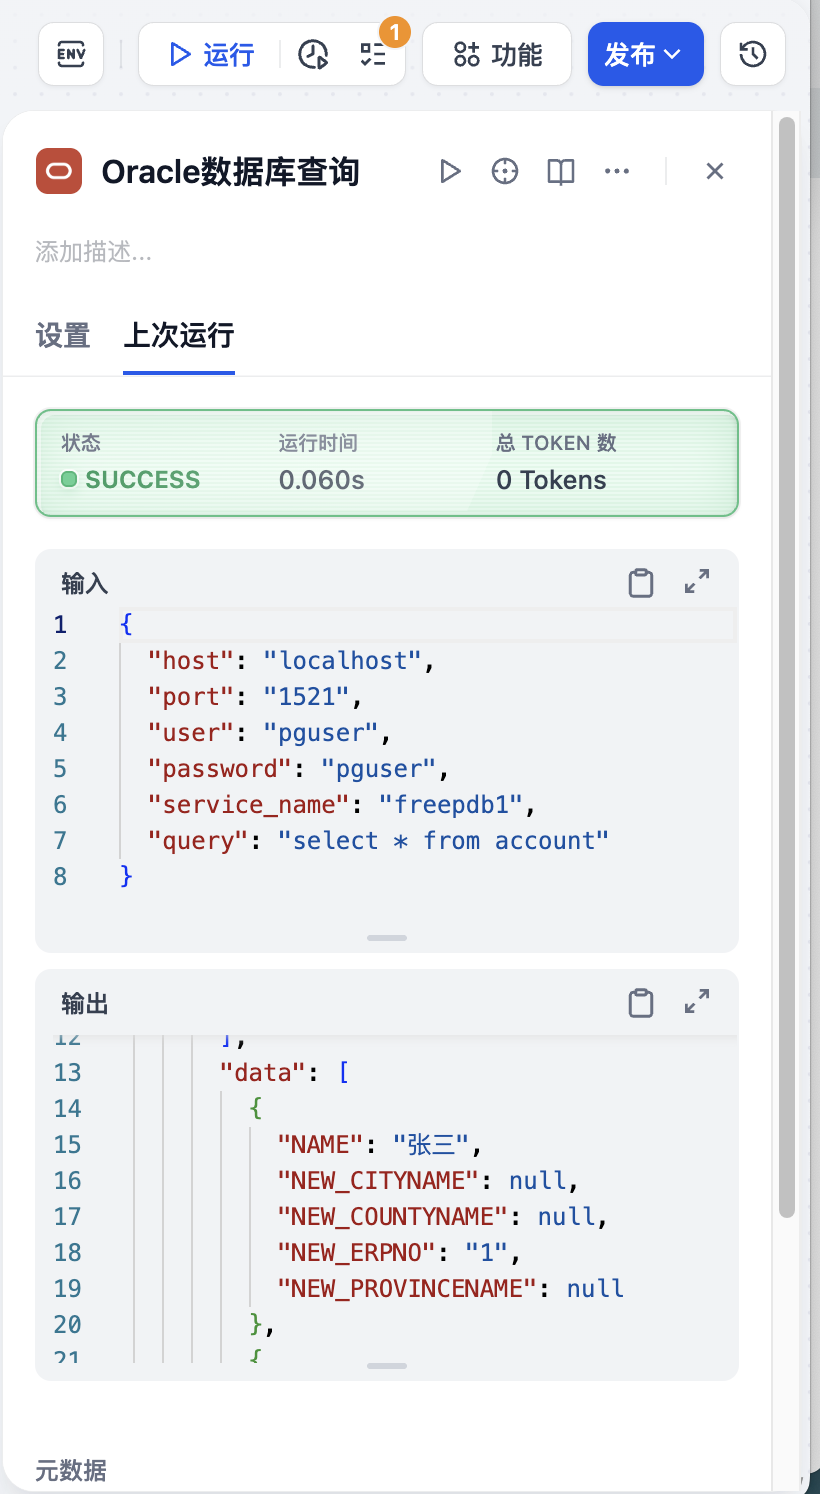 ENV
运行
1
功能
发布
Oracle数据库查询
添加描述...
设置 上次运行
状态 运行时间 总 TOKEN 数
SUCCESS 0.060s 0 Tokens
输入
1 {
2 "host": "localhost",
3 "port": "1521",
4 "user": "pguser",
5 "password": "pguser",
6 "service_name": "freepdb1",
7 "query": "select * from account"
8 }
输出
12 ],
13 "data": [
14 {
15 "NAME": "张三",
16 "NEW_CITYNAME": null,
17 "NEW_COUNTYNAME": null,
18 "NEW_ERPNO": "1",
19 "NEW_PROVINCENAME": null
20 },
21 {
元数据